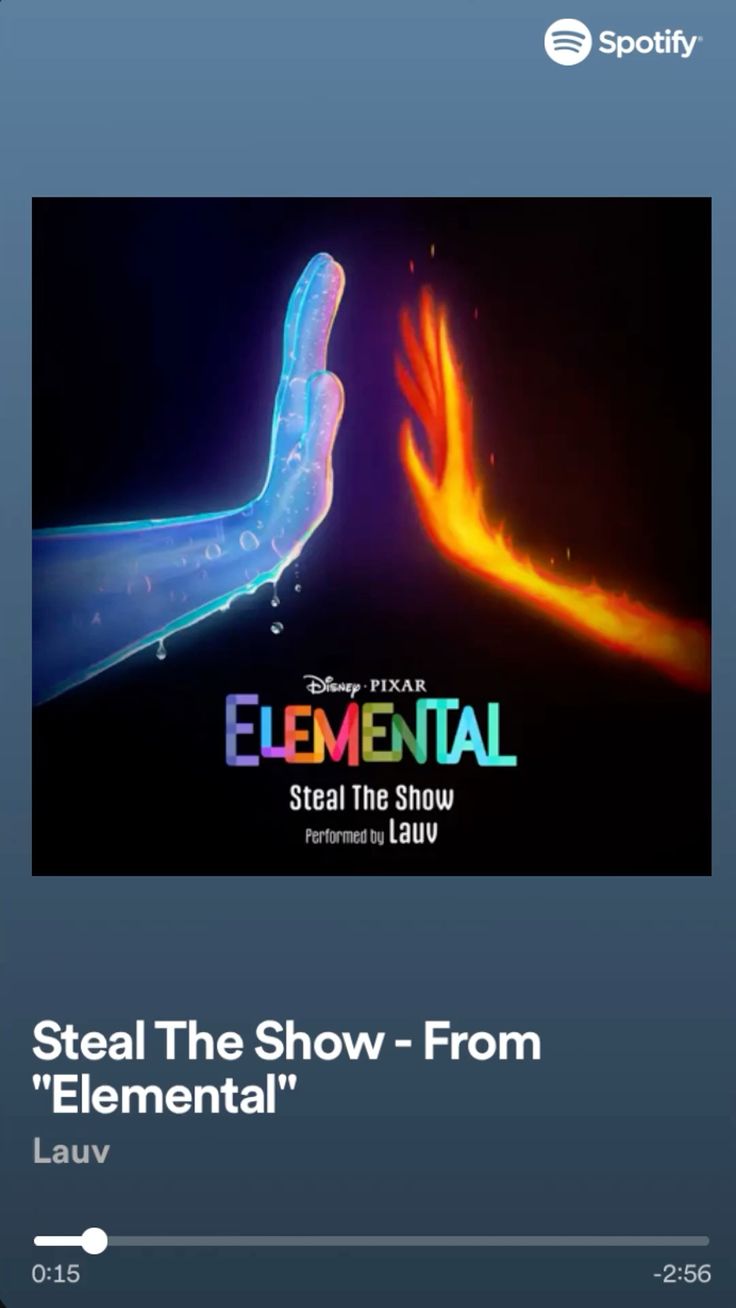 Spotify®
Disney · PIXAR
ELEMENTAL
Steal The Show
Performed by Lauv
Steal The Show - From
"Elemental"
Lauv
0:15
-2:56